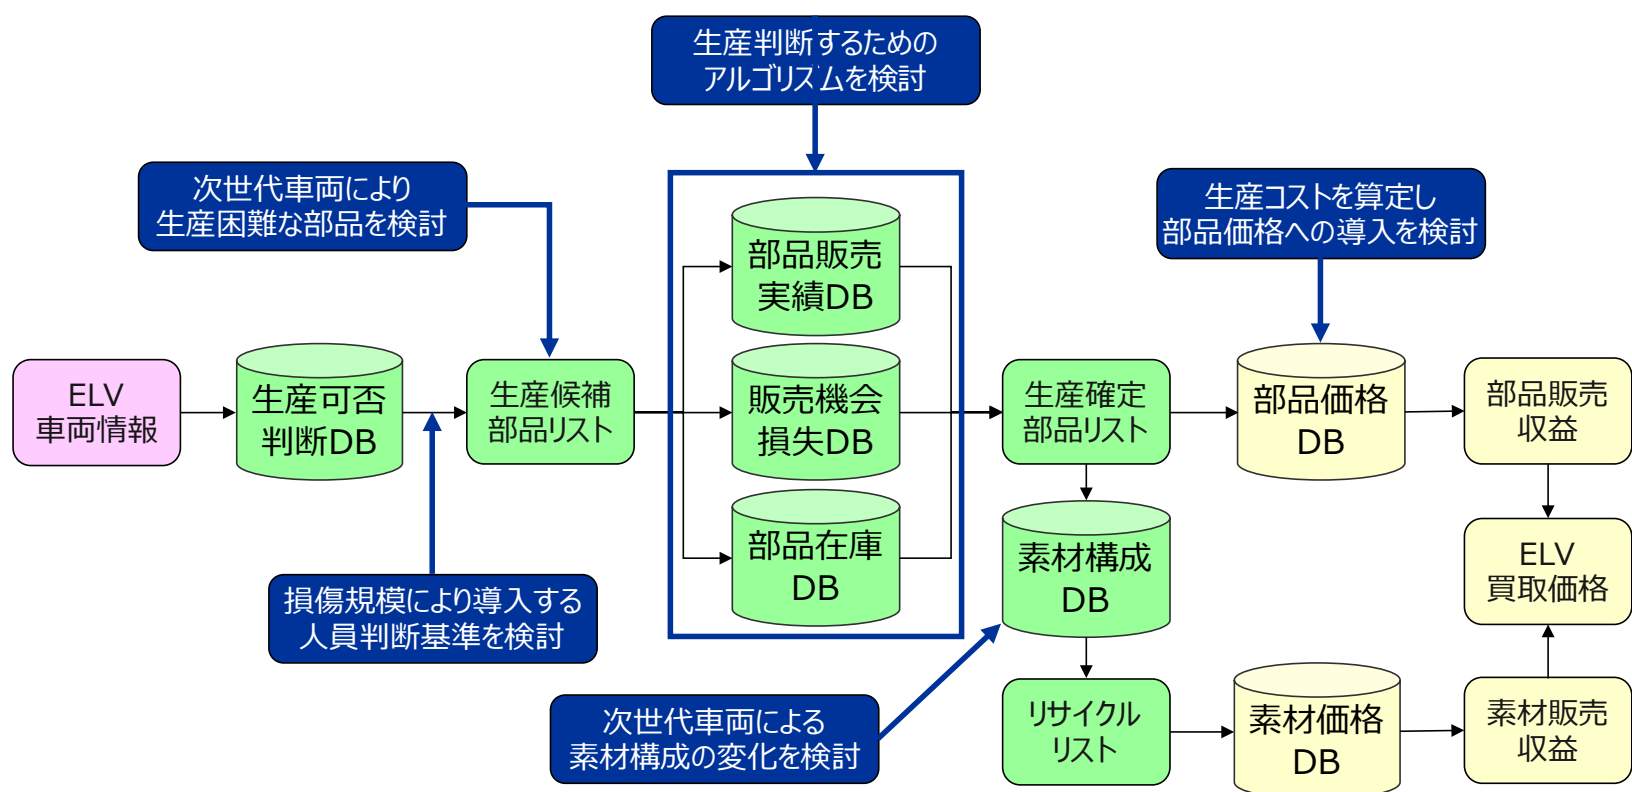 生産判断するための
アルゴリズムを検討
次世代車両により
生産困難な部品を検討
生産コストを算定し
部品価格への導入を検討
ELV
車両情報
生産可否
判断DB
生産候補
部品リスト
部品販売
実績DB
販売機会
損失DB
部品在庫
DB
生産確定
部品リスト
部品価格
DB
部品販売
収益
素材構成
DB
ELV
買取価格
損傷規模により導入する
人員判断基準を検討
次世代車両による
素材構成の変化を検討
リサイクル
リスト
素材価格
DB
素材販売
収益